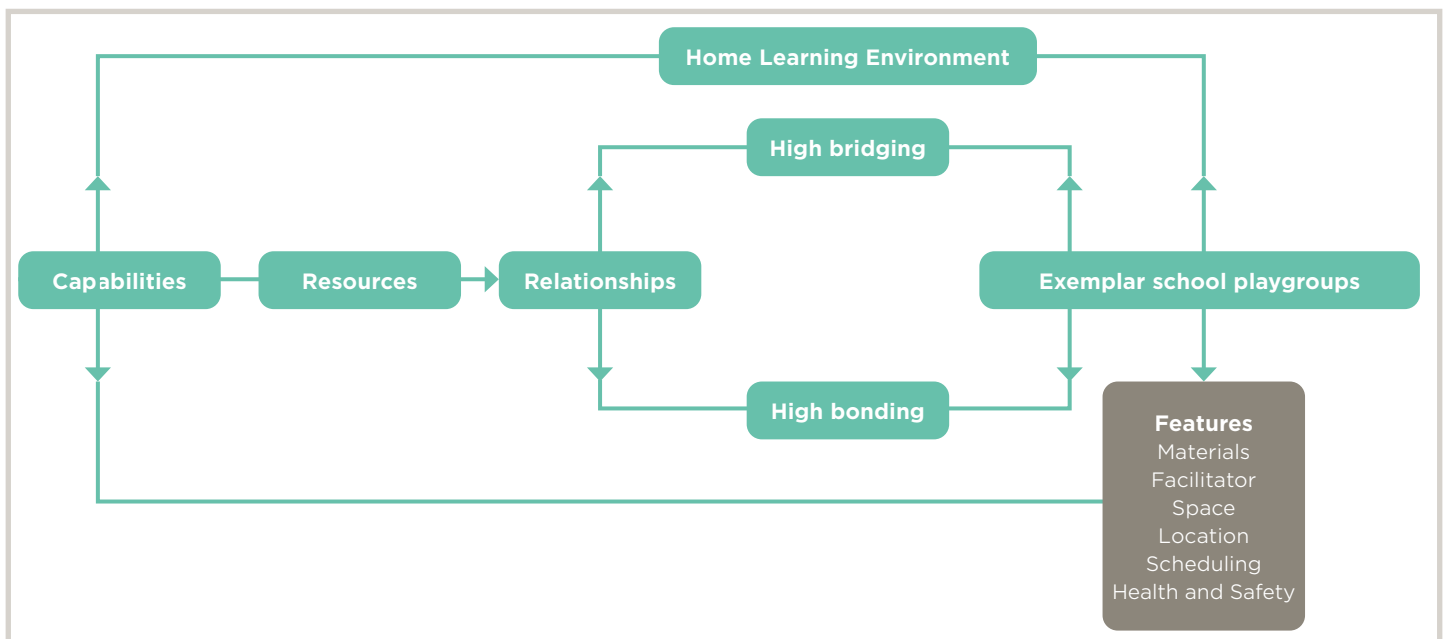 Home Learning Environment
High bridging
Capabilities
Resources
Relationships
Exemplar school playgroups
High bonding
Features
Materials
Facilitator
Space
Location
Scheduling
Health and Safety